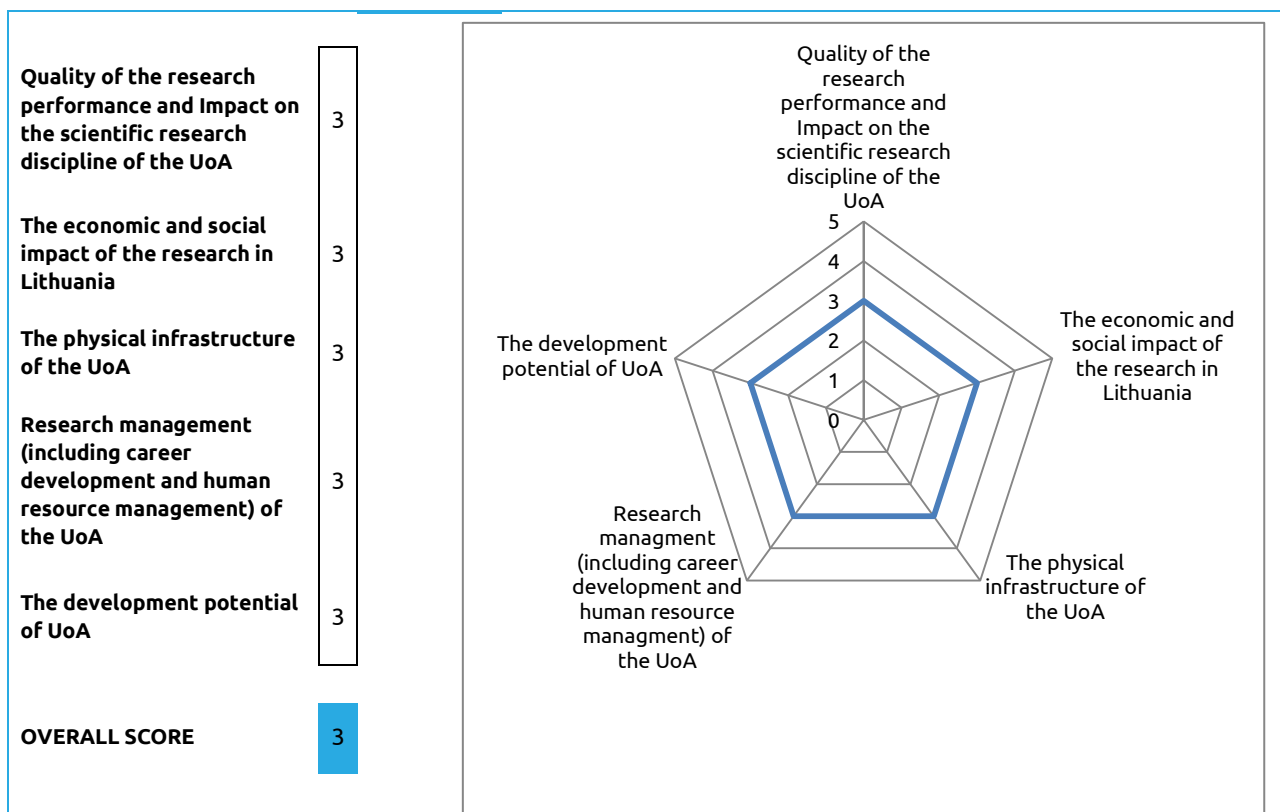 Quality of the research
performance and Impact on
the scientific research
discipline of the UoA
3
The economic and social
impact of the research in
Lithuania
3
The physical infrastructure
of the UoA
3
Research management
(including career
development and human
resource management) of
the UoA
3
The development potential
of UoA
3
OVERALL SCORE
3
Quality of the
research
performance and
Impact on the
scientific research
discipline of the
UoA
5
4
3
2
1
0
The economic and
social impact of
the research in
Lithuania
The physical
infrastructure of
the UoA
Research
managment
(including career
development and
human resource
managment) of
the UoA
The development
potential of UoA